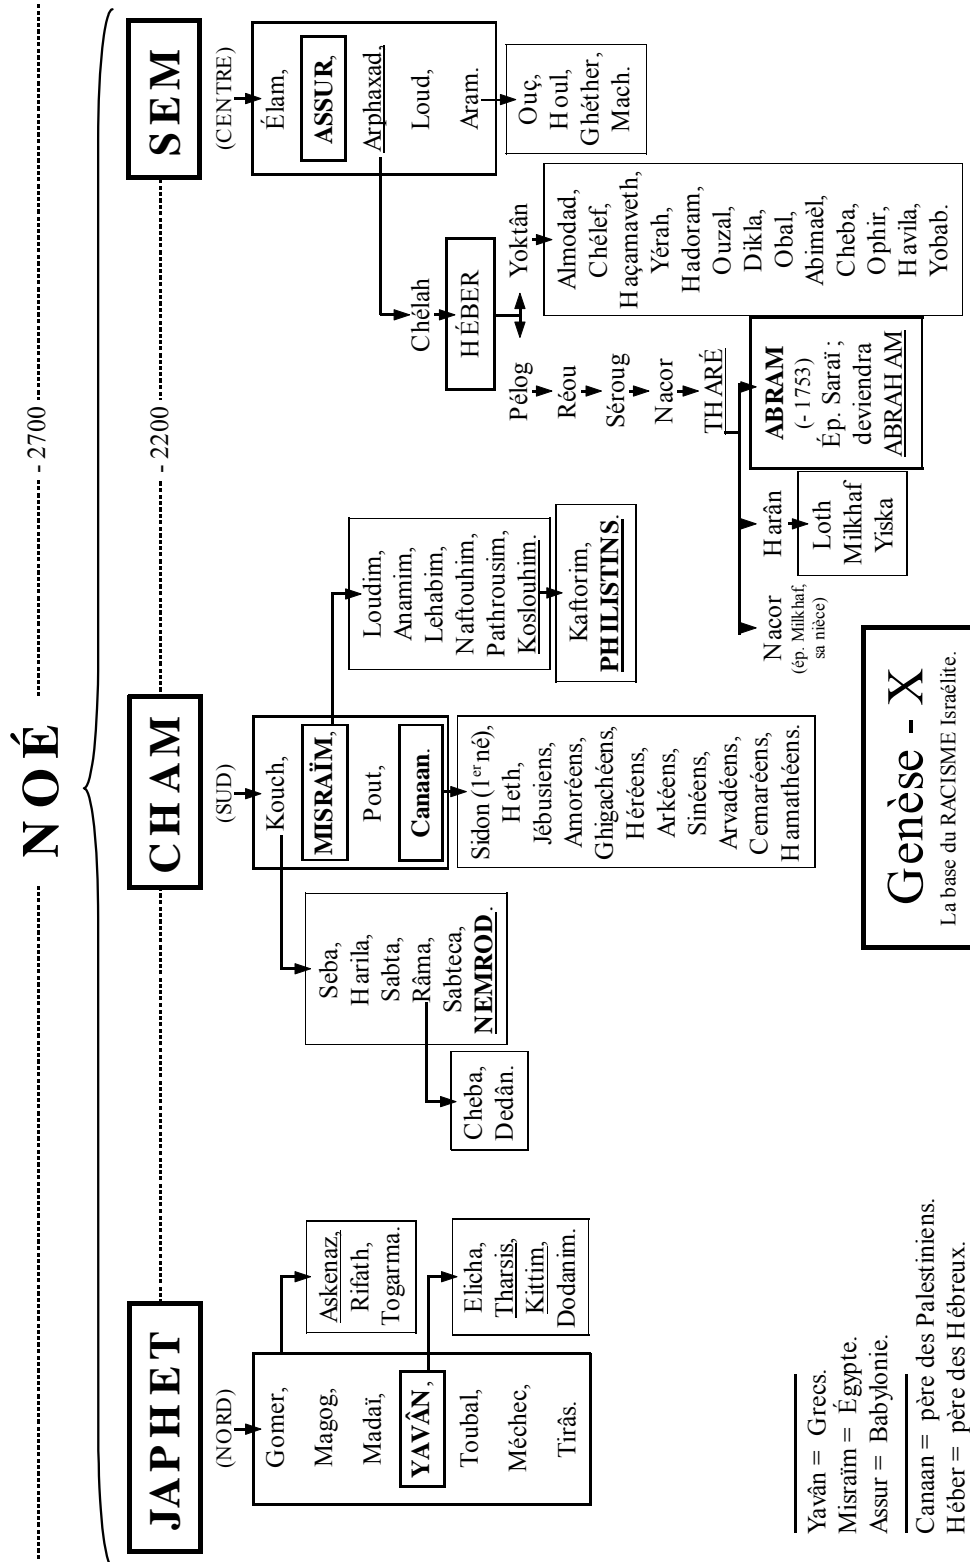 NOÉ
- 2700
JAPHET
CHAM
- 2200
SEM
(NORD)
Gomer,
Magog,
Madaï,
YAVÂN,
Toubal,
Méchec,
Tirâs.
Askenaz,
Rifath,
Togarma.
Elicha,
Tharsis,
Kittim,
Dodanim.
(SUD)
Kouch,
MISRAÏM,
Pout,
Canaan.
Seba,
Harila,
Sabta,
Râma,
Sabteca,
NEMROD.
Cheba,
Dedân.
Sidon (1er né),
Heth,
Jébusiens,
Amoréens,
Ghigachéens,
Héréens,
Arkéens,
Sinéens,
Arvadéens,
Cemaréens,
Hamathéens.
Loudim,
Anamim,
Lehabim,
Naftouhim,
Pathrousim,
Koslouhim.
Kaftorim,
PHILISTINS.
(CENTRE)
Élam,
ASSUR,
Arphaxad,
Loud,
Aram.
Ouç,
Houl,
Ghéther,
Mach.
Chélah
HÉBER
Pélog
Yoktân
Réou
Séroug
Nacor
THARÉ
Almodad,
Chélef,
Haçamaveth,
Yérah,
Hadoram,
Ouzal,
Dikla,
Obal,
Abimaèl,
Cheba,
Ophir,
Havila,
Yobab.
Nacor
(ép. Milkhaf,
sa nièce)
Harân
Loth
Milkhaf
Yiska
ABRAM
(- 1753)
Ép. Saraï ;
deviendra
ABRAHAM
Yavân = Grecs.
Misraïm = Égypte.
Assur = Babylonie.
Canaan = père des Palestiniens.
Héber = père des Hébreux.
Genèse - X
La base du RACISME Israélite.